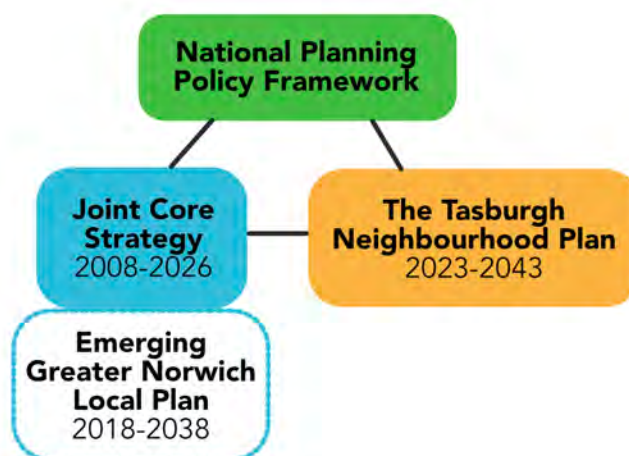 National Planning
Policy Framework
Joint Core
Strategy
2008-2026
The Tasburgh
Neighbourhood Plan
2023-2043
Emerging
Greater Norwich
Local Plan
2018-2038